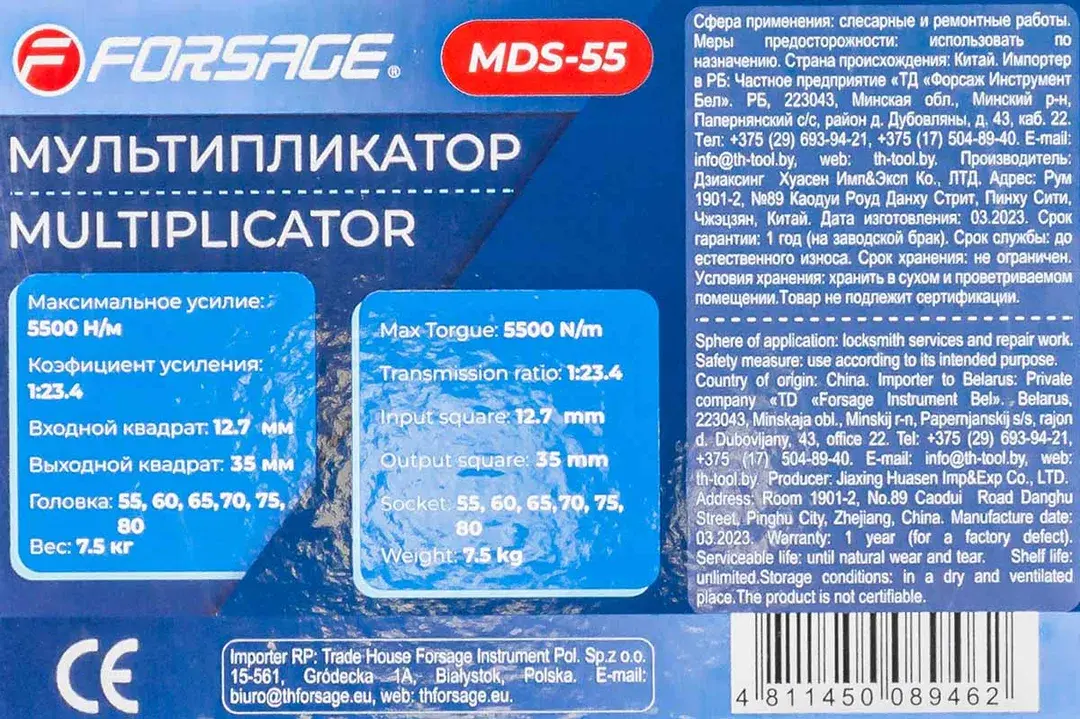 FORSAGE®
MDS-55
МУЛЬТИПЛИКАТОР
MULTIPLICATOR
Максимальное усилие:
5500 Н/м
Коэфициент усиления:
1:23.4
Входной квадрат: 12.7 мм
Выходной квадрат: 35 мм
Головка: 55, 60, 65,70, 75,
80
Вес: 7.5 кг
Max Torgue: 5500 N/m
Transmission ratio: 1:23.4
Input square: 12.7 mm
Output square: 35 mm
Socket: 55, 60, 65,70, 75,
80
Weight: 7.5 kg
Сфера применения: слесарные и ремонтные работы.
Меры предосторожности: использовать по
назначению. Страна происхождения: Китай. Импортер
в РБ: Частное предприятие «ТД «Форсаж Инструмент
Бел». РБ, 223043, Минская обл., Минский р-н,
Папернянский с/с, район д. Дубовляны, д. 43, каб. 22.
Тел: +375 (29) 693-94-21, +375 (17) 504-89-40. E-mail:
info@th-tool.by, web: th-tool.by. Производитель:
Дзиаксинг Хуасен Имп&Эксп Ко., ЛТД. Адрес: Рум
1901-2, №89 Каодуи Роуд Данху Стрит, Пинху Сити,
Чжэцзян, Китай. Дата изготовления: 03.2023. Срок
гарантии: 1 год (на заводской брак). Срок службы: до
естественного износа. Срок хранения: не ограничен.
Условия хранения: хранить в сухом и проветриваемом
помещении.Товар не подлежит сертификации.
Sphere of application: locksmith services and repair work.
Safety measure: use according to its intended purpose.
Country of origin: China. Importer to Belarus: Private
company «TD «Forsage Instrument Bel». Belarus,
223043, Minskaja obl., Minskij r-n, Papernjanskij s/s, rajon
d. Dubovljany, 43, office 22. Tel: +375 (29) 693-94-21,
+375 (17) 504-89-40. E-mail: info@th-tool.by, web:
th-tool.by. Producer: Jiaxing Huasen Imp&Exp Co., LTD.
Address: Room 1901-2, No.89 Caodui Road Danghu
Street, Pinghu City, Zhejiang, China. Manufacture date:
03.2023. Warranty: 1 year (for a factory defect).
Serviceable life: until natural wear and tear. Shelf life:
unlimited.Storage conditions: in a dry and ventilated
place.The product is not certifiable.
CE
Importer RP: Trade House Forsage Instrument Pol. Sp.z o.o.
15-561, Gródecka 1A, Bialystok, Polska. E-mail:
biuro@thforsage.eu, web: thforsage.eu.
4 811450 089462